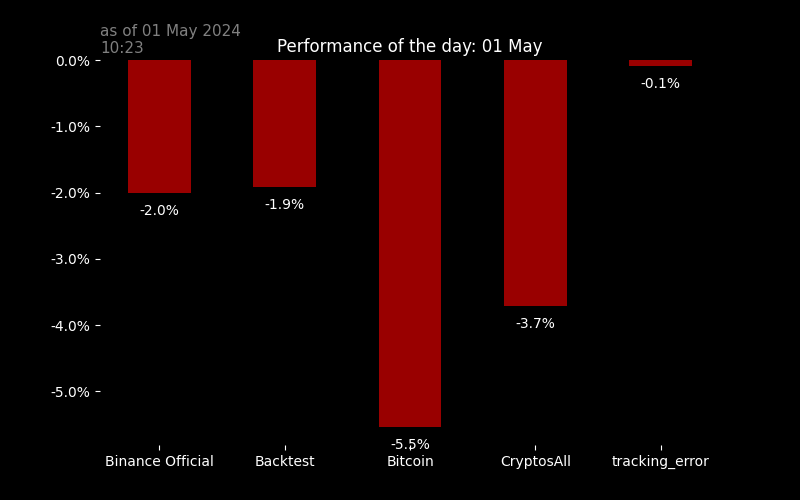 as of 01 May 2024
10:23
Performance of the day: 01 May
0.0%
-1.0%
-2.0%
-3.0%
-4.0%
-5.0%
-2.0%
-1.9%
-5.5%
-3.7%
-0.1%
Binance Official
Backtest
Bitcoin
CryptosAll
tracking_error